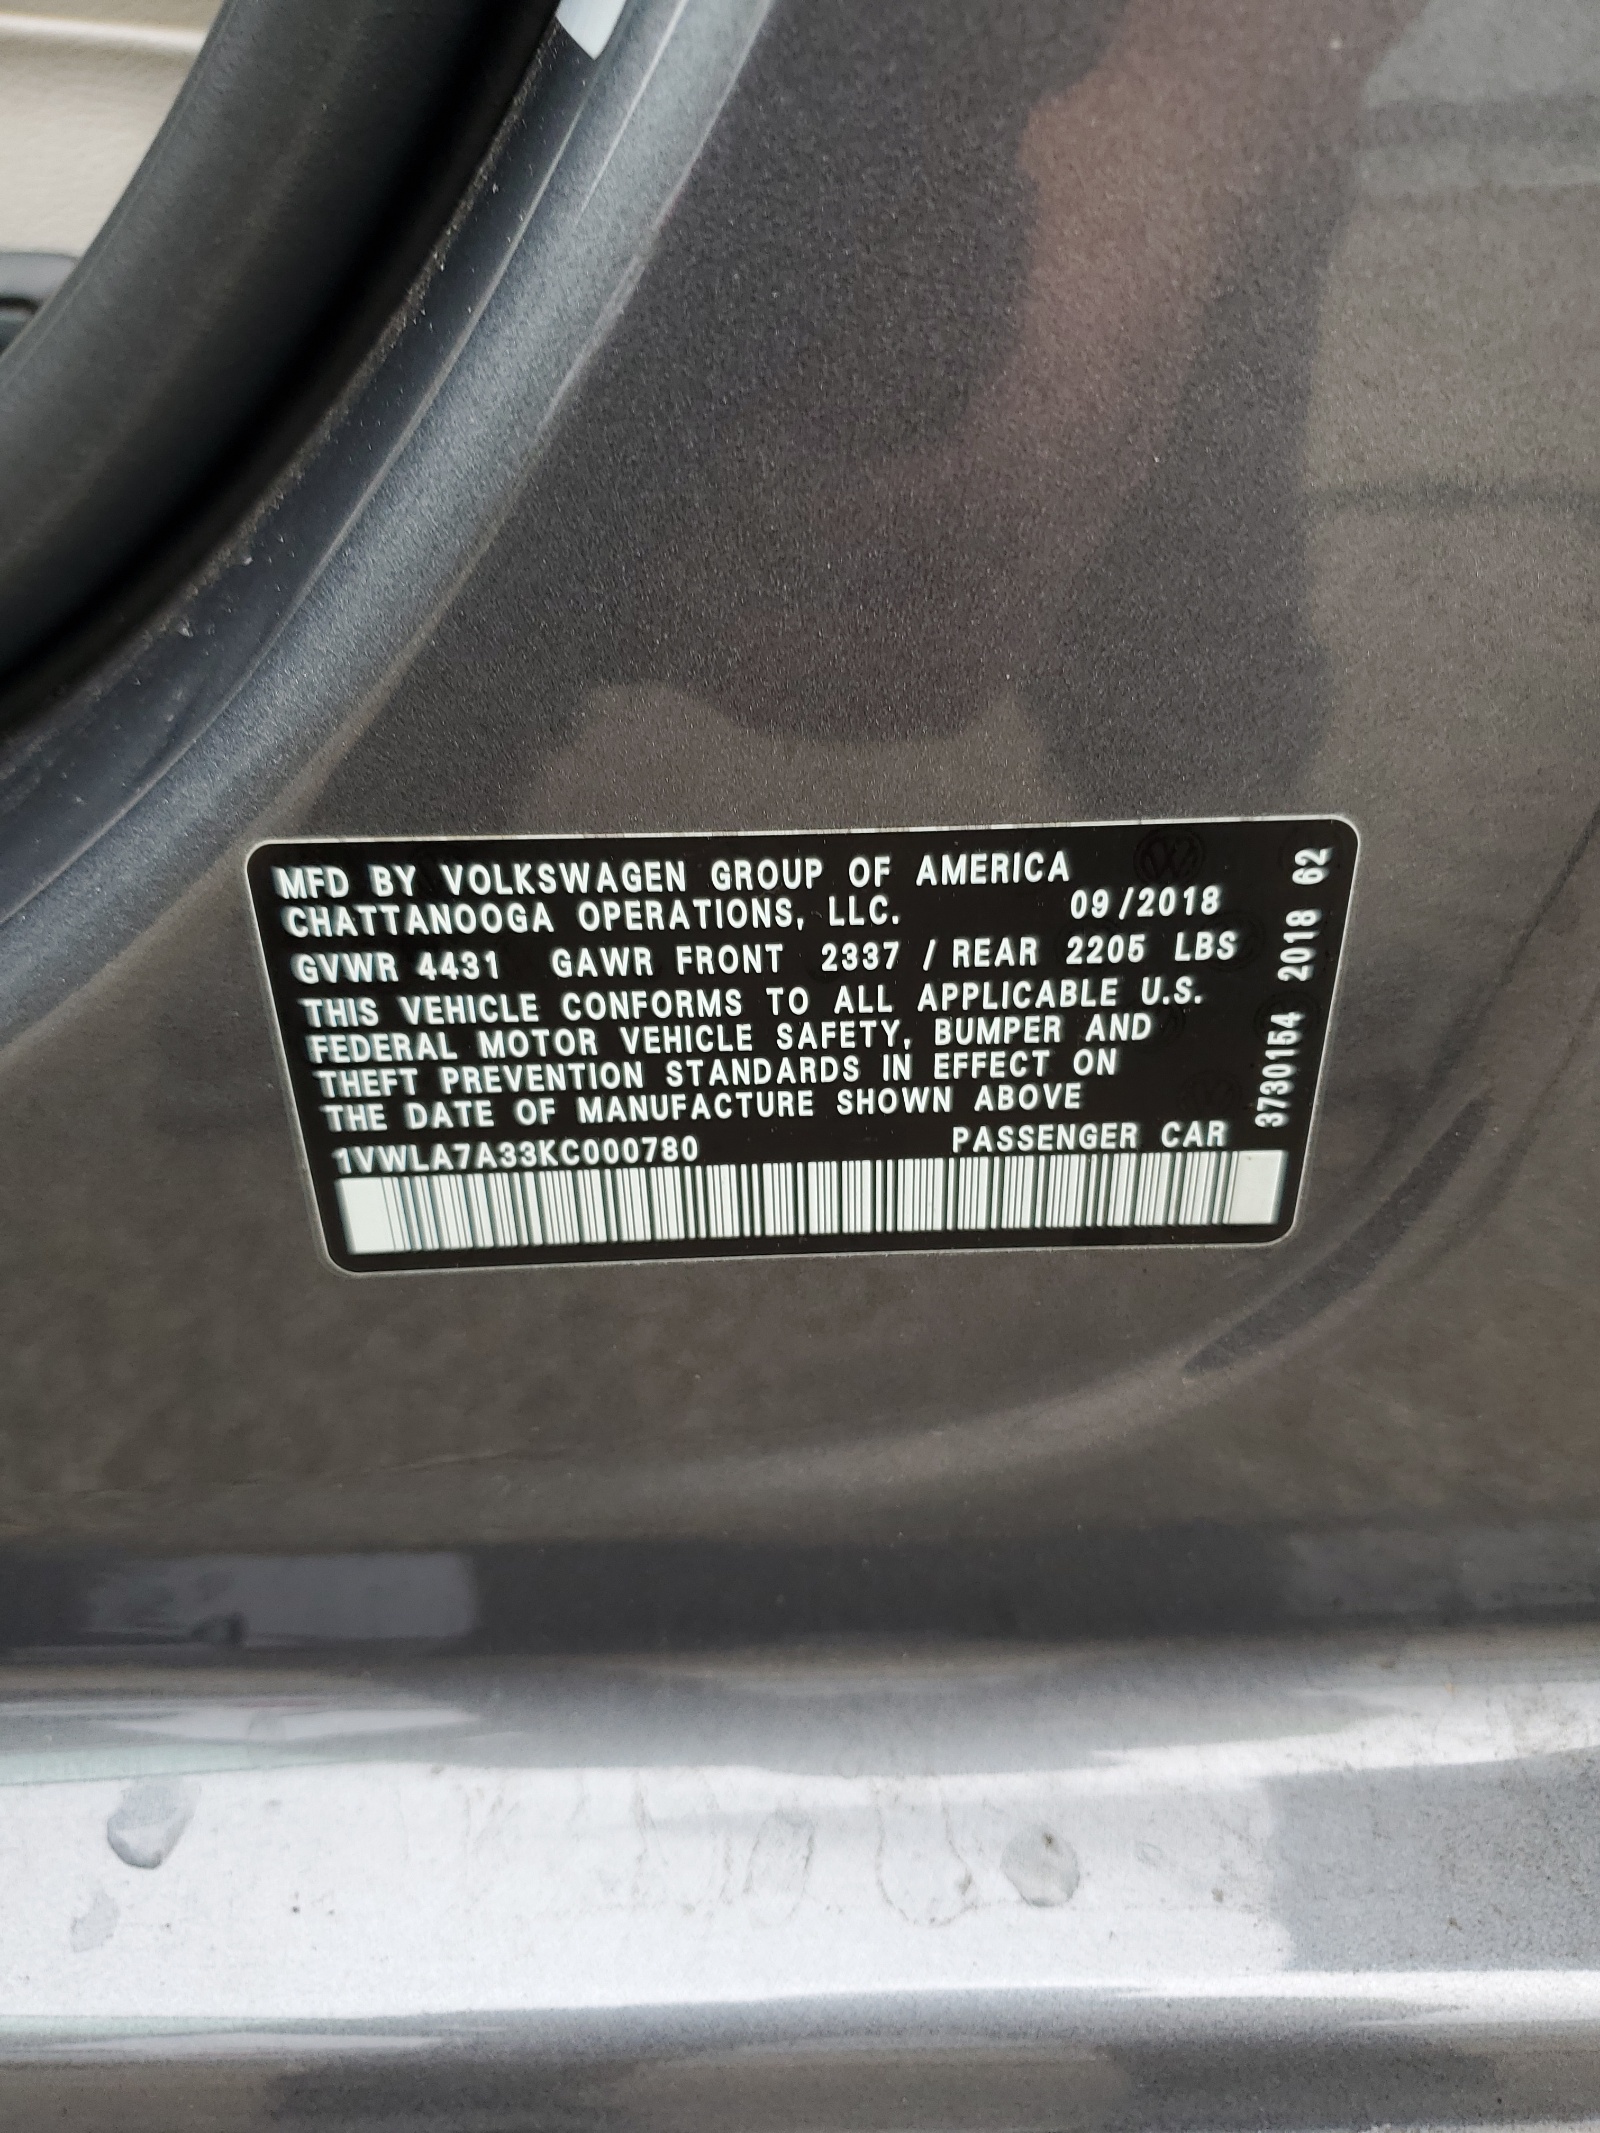 MFD BY VOLKSWAGEN GROUP OF AMERICA
CHATTANOOGA OPERATIONS, LLC. 09/2018
GVWR 4431 GAWR FRONT 2337 / REAR 2205 LBS
THIS VEHICLE CONFORMS TO ALL APPLICABLE U.S.
FEDERAL MOTOR VEHICLE SAFETY, BUMPER AND
THEFT PREVENTION STANDARDS IN EFFECT ON
THE DATE OF MANUFACTURE SHOWN ABOVE
1VWLA7A33KC000780 PASSENGER CAR
3730154 2018 62